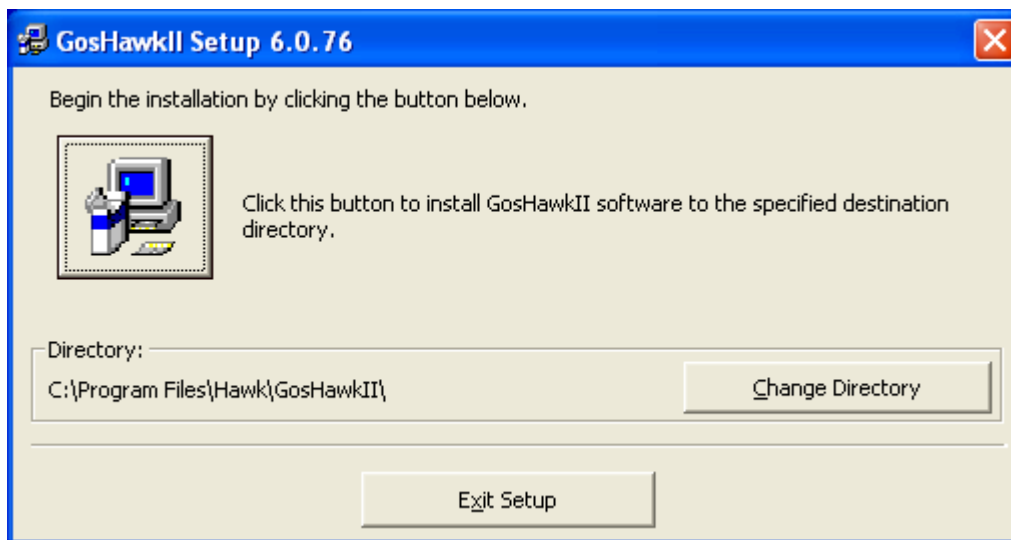 GosHawkII Setup 6.0.76
Begin the installation by clicking the button below.
Click this button to install GosHawkII software to the specified destination
directory.
Directory:
C:\Program Files\Hawk\GosHawkII\
Change Directory
Exit Setup